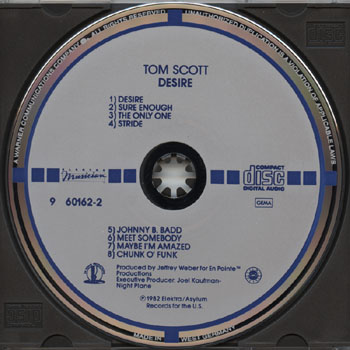 A WARNER COMMUNICATIONS COMPANY
UNAUTHORIZED DUPLICATION IS A VIOLATION OF APPLICABLE LAWS
TOM SCOTT
DESIRE
1) DESIRE
2) SURE ENOUGH
3) THE ONLY ONE
4) STRIDE
Musician
COMPACT
disc
DIGITAL AUDIO
9 60162-2
GEMA
5) JOHNNY B. BADD
6) MEET SOMEBODY
7) MAYBE I'M AMAZED
8) CHUNK O' FUNK
Produced by Jeffrey Weber for En Pointe
Productions
Executive Producer: Joel Kaufman-
Night Plane
℗1982 Elektra/Asylum
Records for the U.S.
MADE IN WEST GERMANY